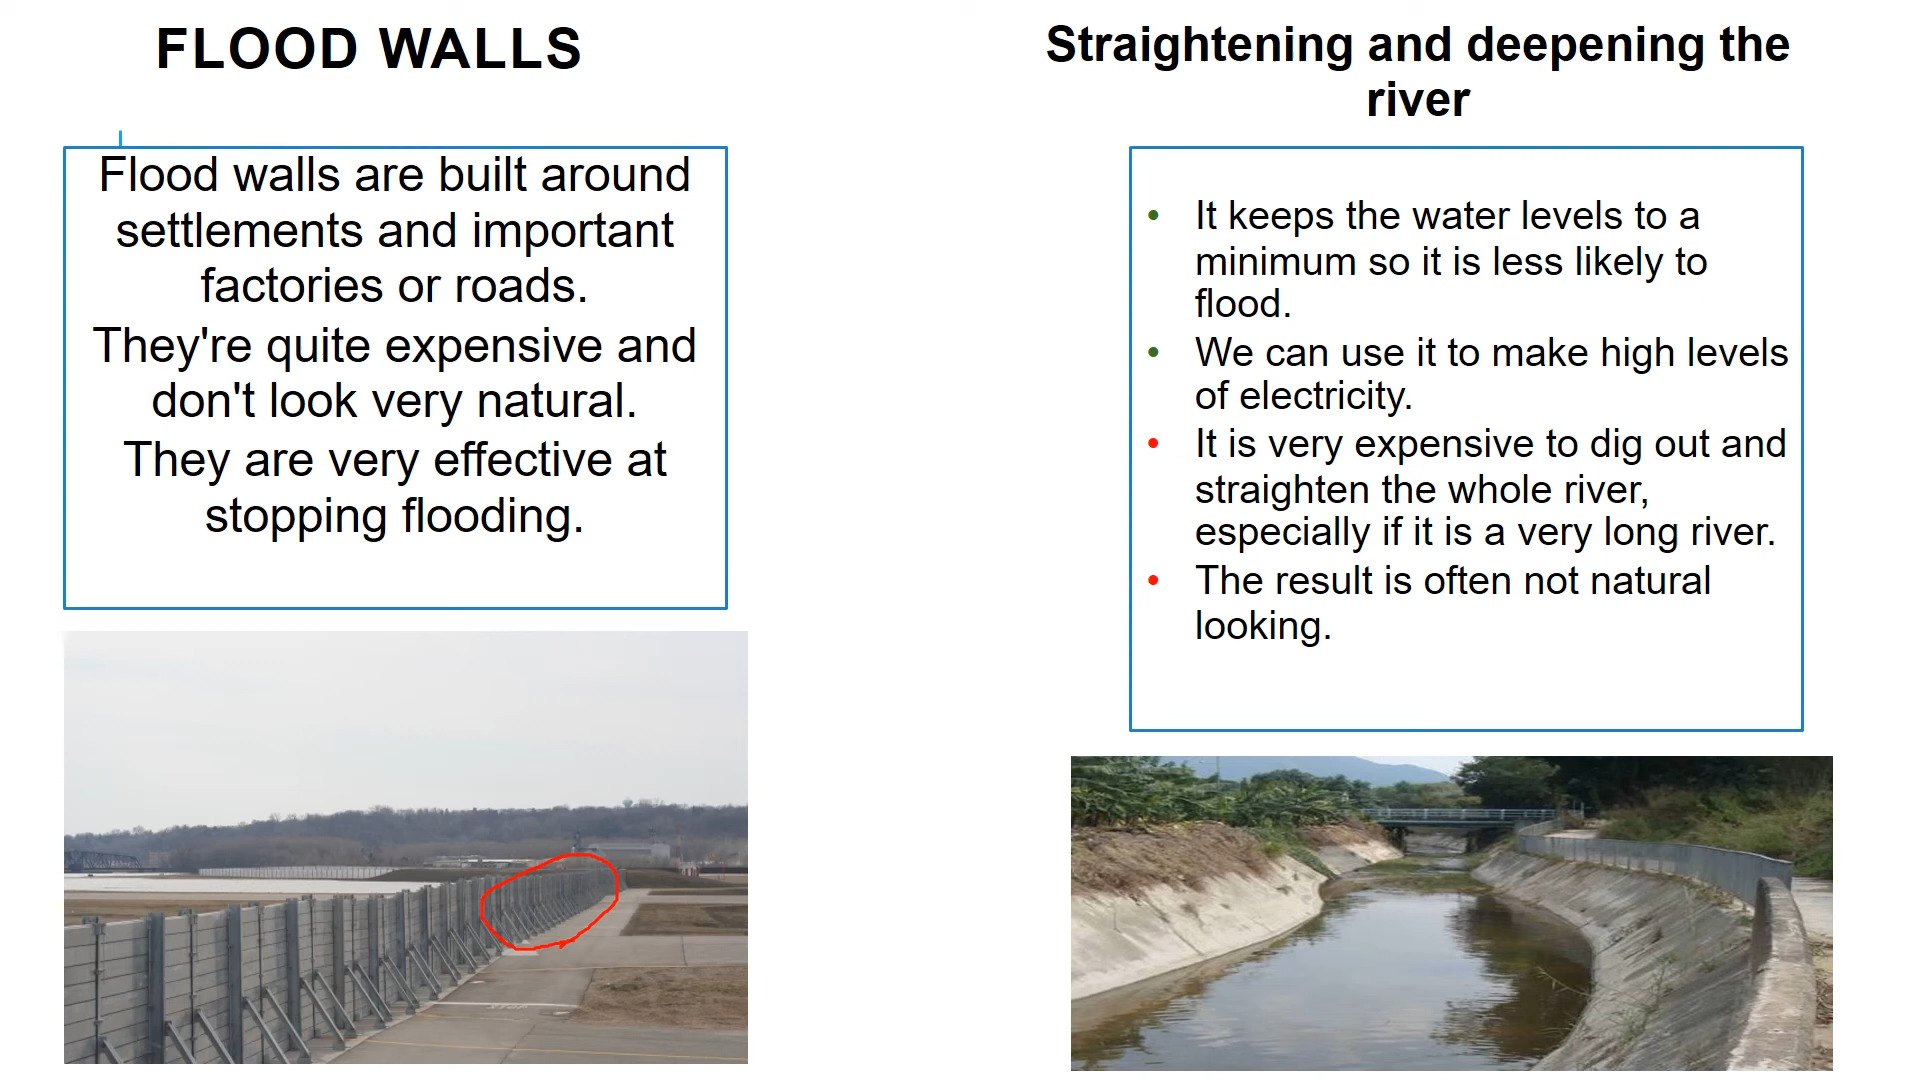 FLOOD WALLS
Flood walls are built around
settlements and important
factories or roads.
They're quite expensive and
don't look very natural.
They are very effective at
stopping flooding.
Straightening and deepening the
river
• It keeps the water levels to a
minimum so it is less likely to
flood.
• We can use it to make high levels
of electricity.
• It is very expensive to dig out and
straighten the whole river,
especially if it is a very long river.
• The result is often not natural
looking.